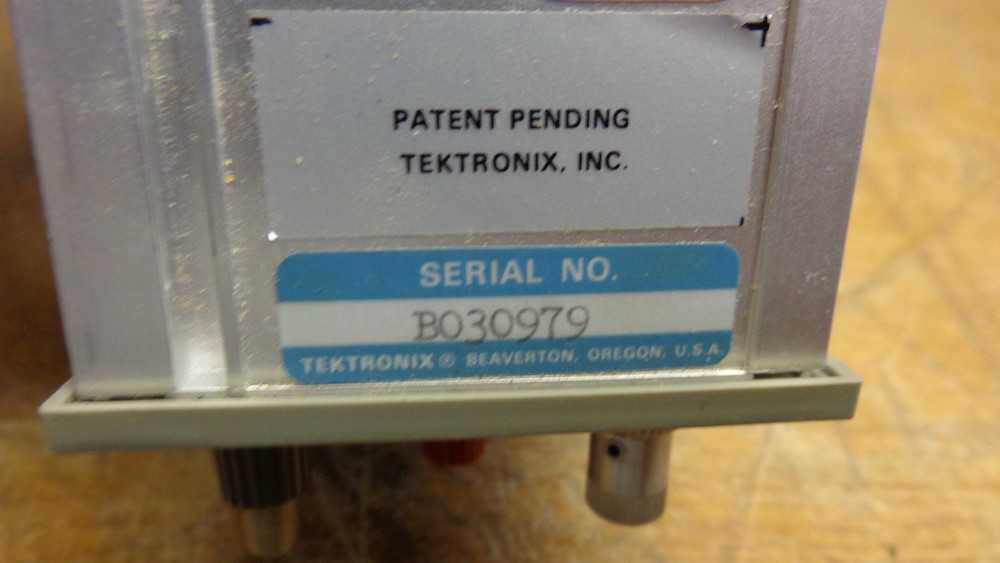 PATENT PENDING
TEKTRONIX, INC.
SERIAL NO.
B030979
TEKTRONIX® BEAVERTON, OREGON, U.S.A.